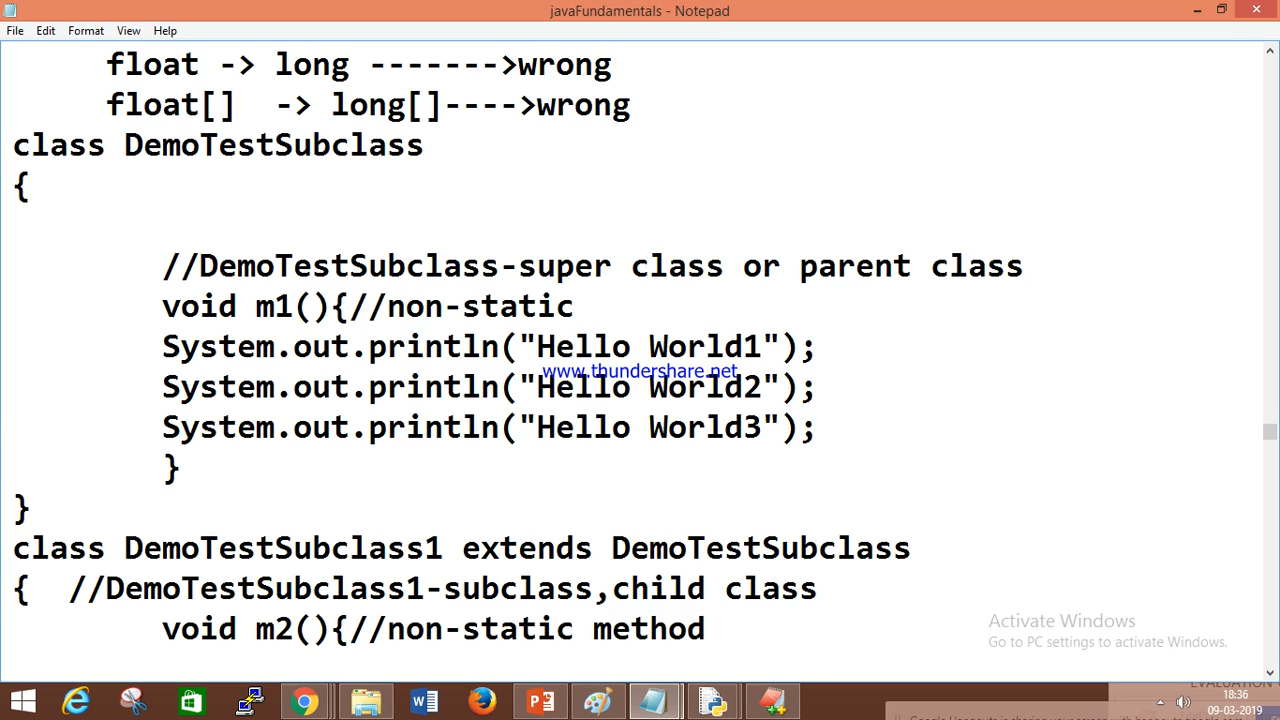 javaFundamentals - Notepad
File Edit Format View Help
float -> long ------->wrong
float[] -> long[]---->wrong
class DemoTestSubclass
{
//DemoTestSubclass-super class or parent class
void m1(){//non-static
System.out.println("Hello World1");
www.thundershare.net
System.out.println("Hello World2");
System.out.println("Hello World3");
}
}
class DemoTestSubclass1 extends DemoTestSubclass
{ //DemoTestSubclass1-subclass,child class
void m2(){//non-static method
Activate Windows
Go to PC settings to activate Windows.
EVALUATION
18:36
09-03-2019